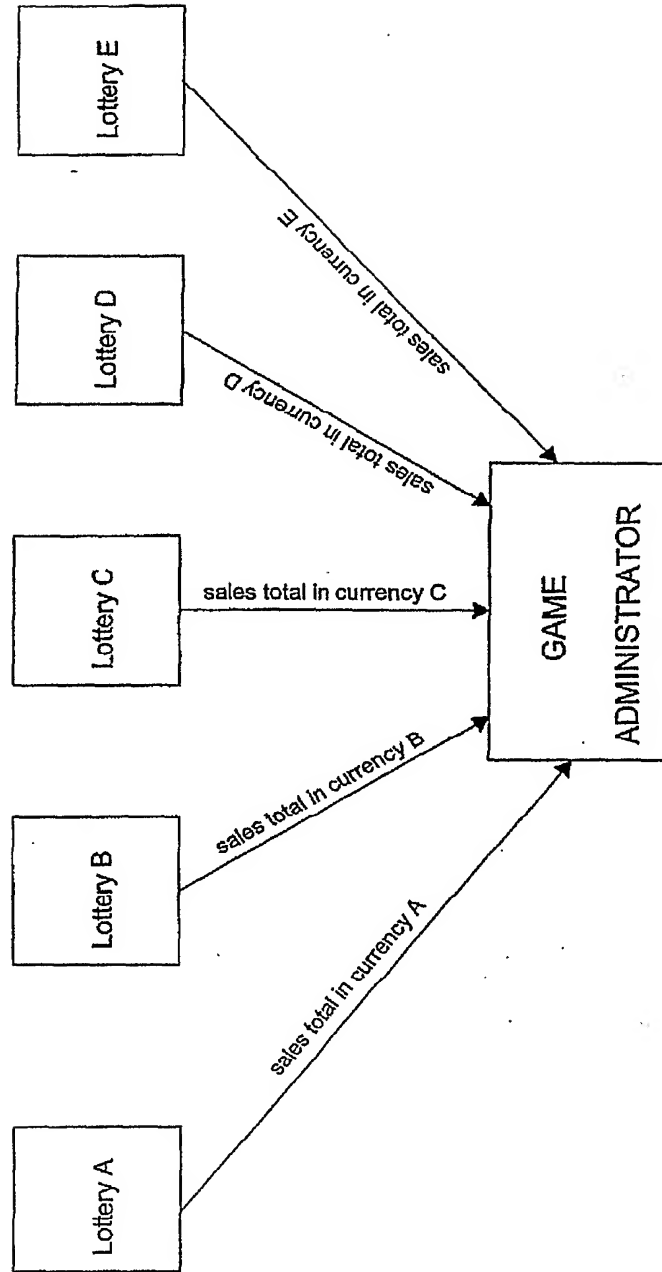 Lottery A
Lottery B
Lottery C
Lottery D
Lottery E
sales total in currency A
sales total in currency B
sales total in currency C
sales total in currency D
sales total in currency E
GAME
ADMINISTRATOR